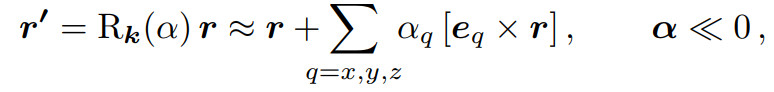 r′ = R_k(α) r ≈ r + ∑_{q=x,y,z} α_q [e_q × r] ,    α ≪ 0 ,